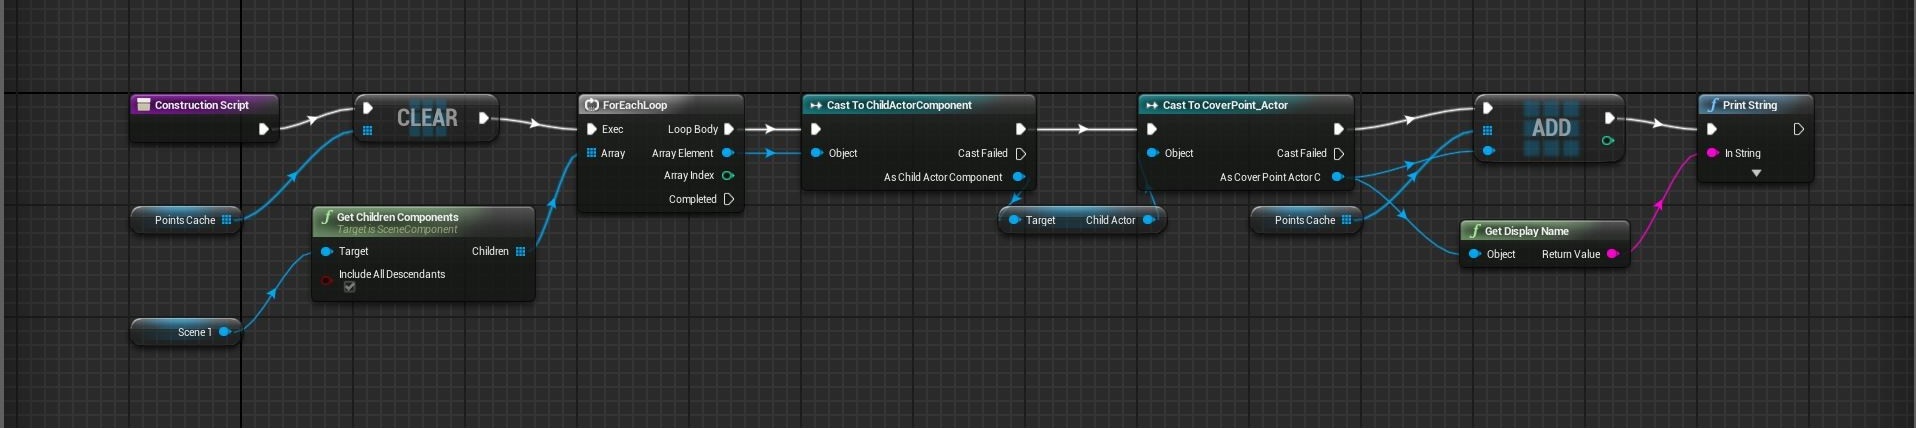 Construction Script
CLEAR
ForEachLoop
Cast To ChildActorComponent
Cast To CoverPoint_Actor
ADD
Print String
Exec
Loop Body
Array
Array Element
Object
Cast Failed
Object
Cast Failed
In String
Array Index
As Child Actor Component
As Cover Point Actor C
Completed
Points Cache
Get Children Components
Target is SceneComponent
Target
Child Actor
Points Cache
Get Display Name
Target
Children
Object
Return Value
Include All Descendants
Scene 1